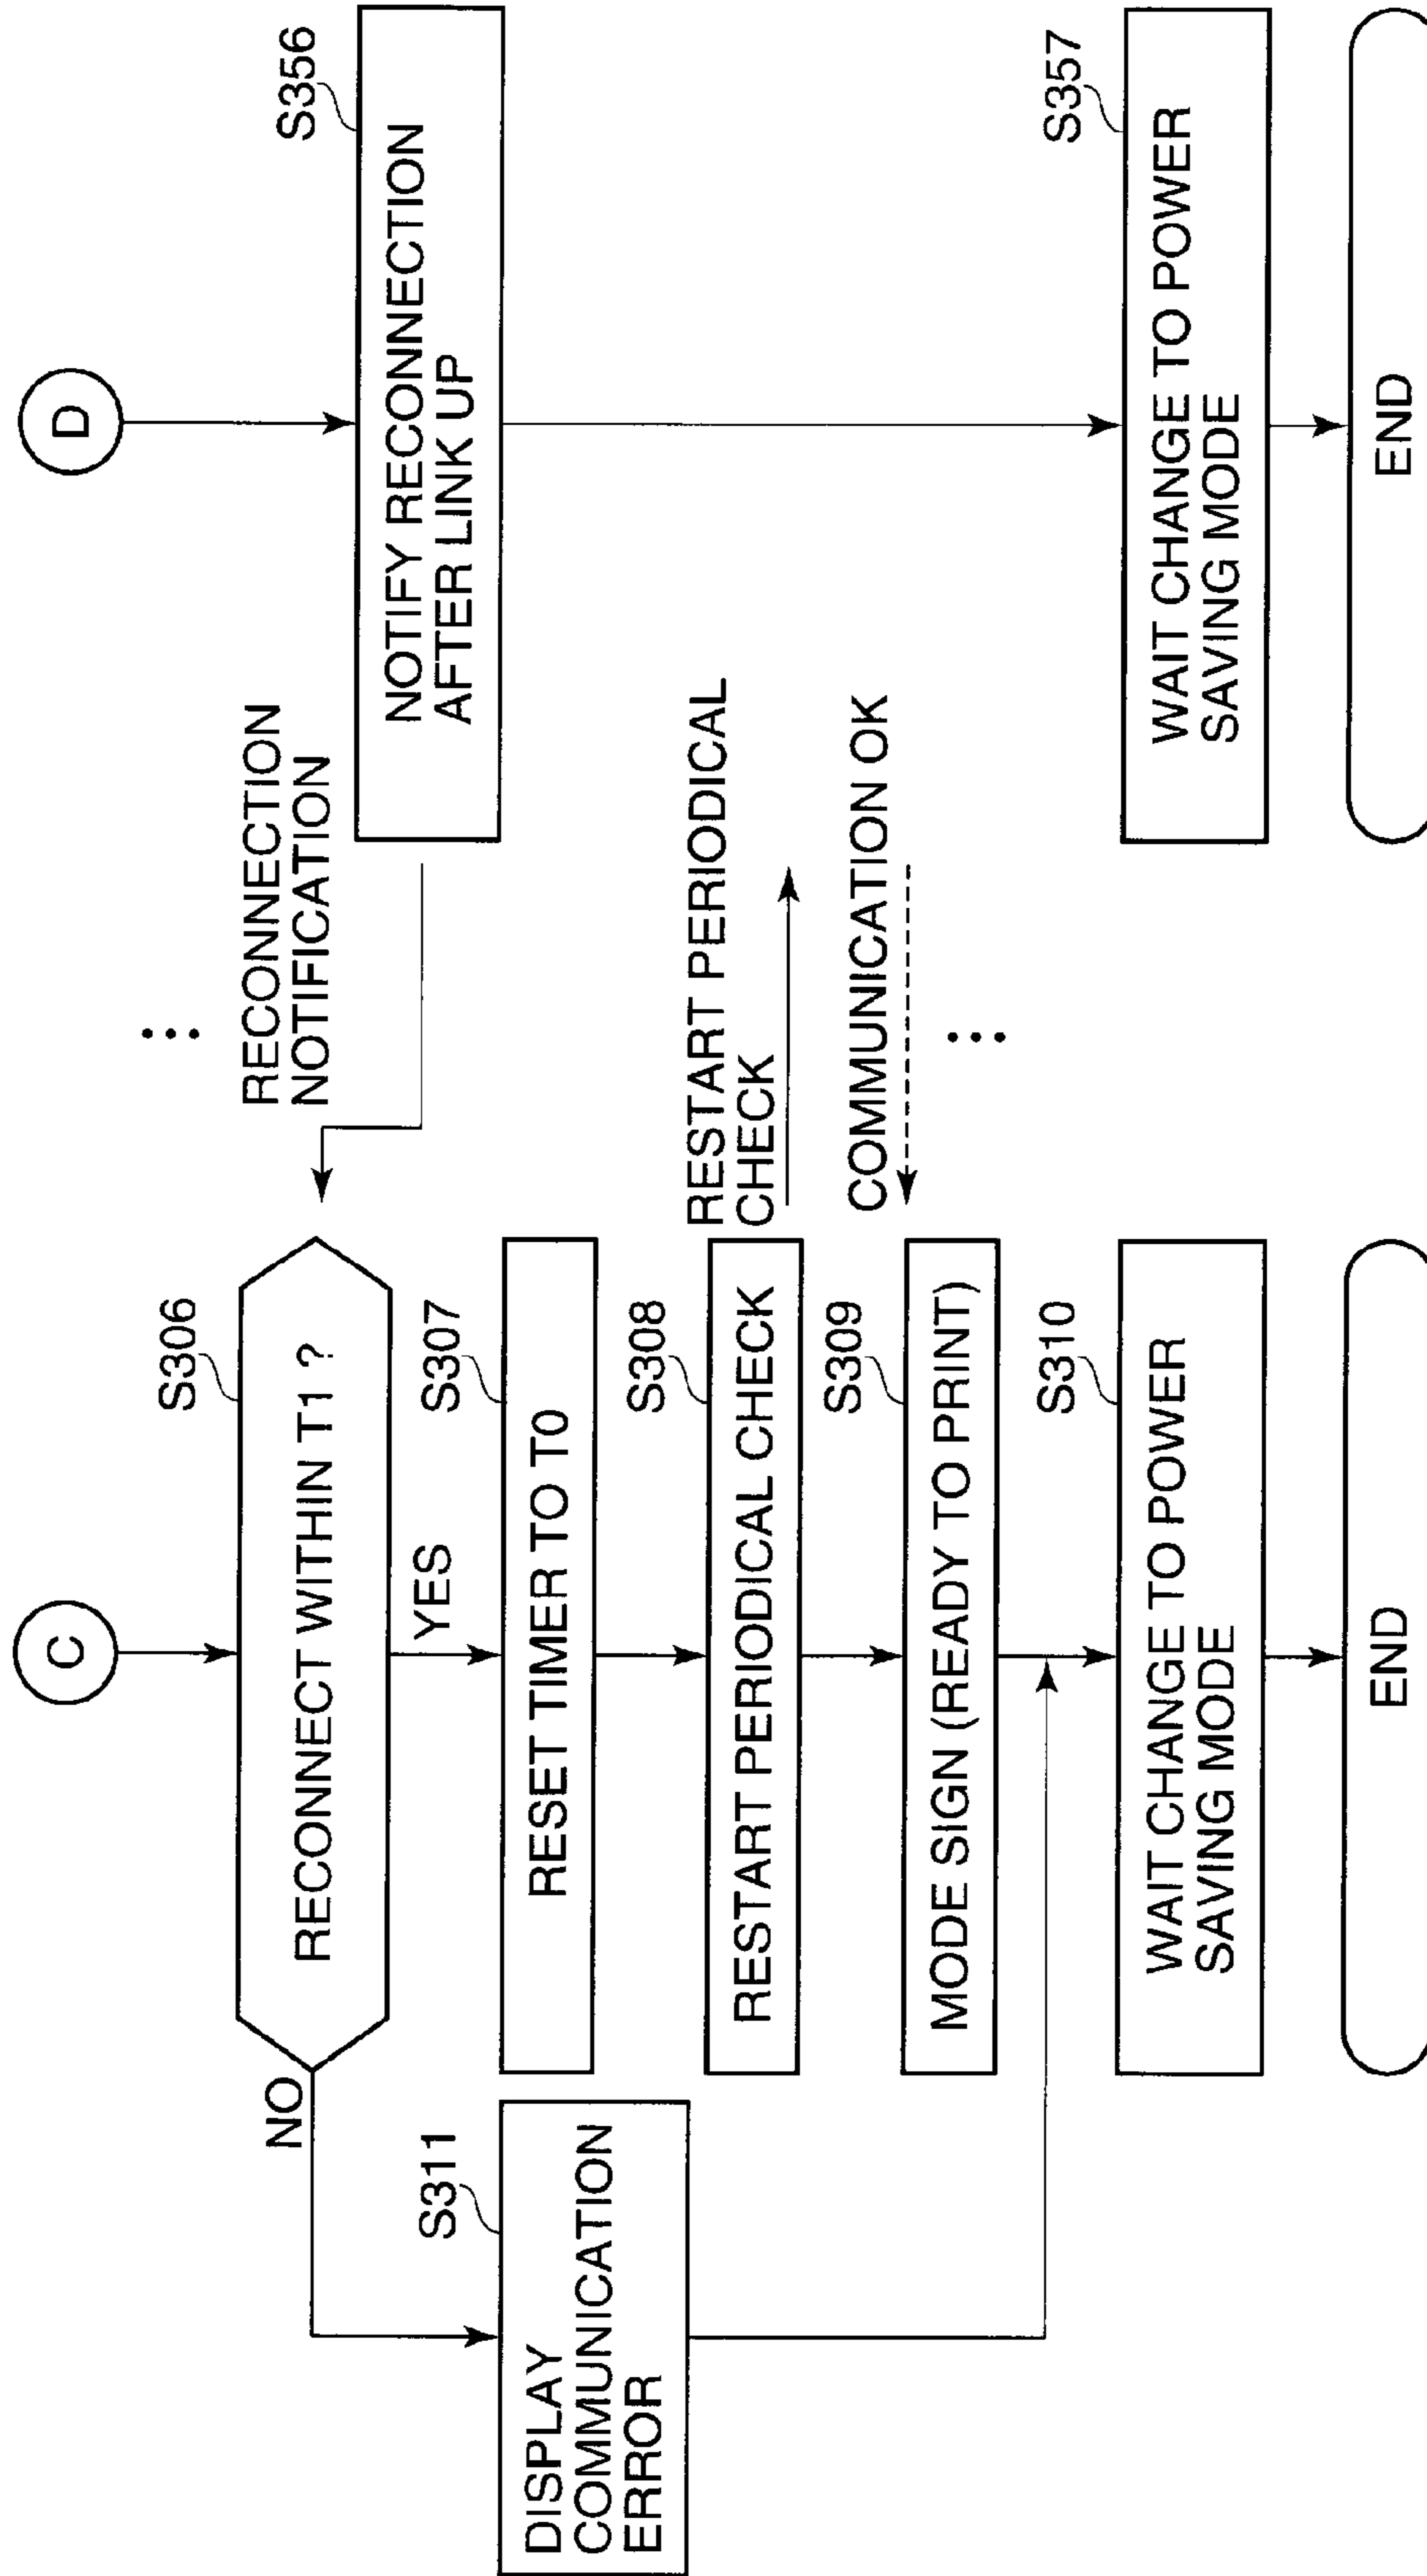 C
S306
RECONNECT WITHIN T1 ?
NO
YES
S307
RESET TIMER TO T0
S311
DISPLAY
COMMUNICATION
ERROR
S308
RESTART PERIODICAL CHECK
S309
MODE SIGN (READY TO PRINT)
S310
WAIT CHANGE TO POWER
SAVING MODE
END
RECONNECTION
NOTIFICATION
RESTART PERIODICAL
CHECK
COMMUNICATION OK
D
S356
NOTIFY RECONNECTION
AFTER LINK UP
S357
WAIT CHANGE TO POWER
SAVING MODE
END